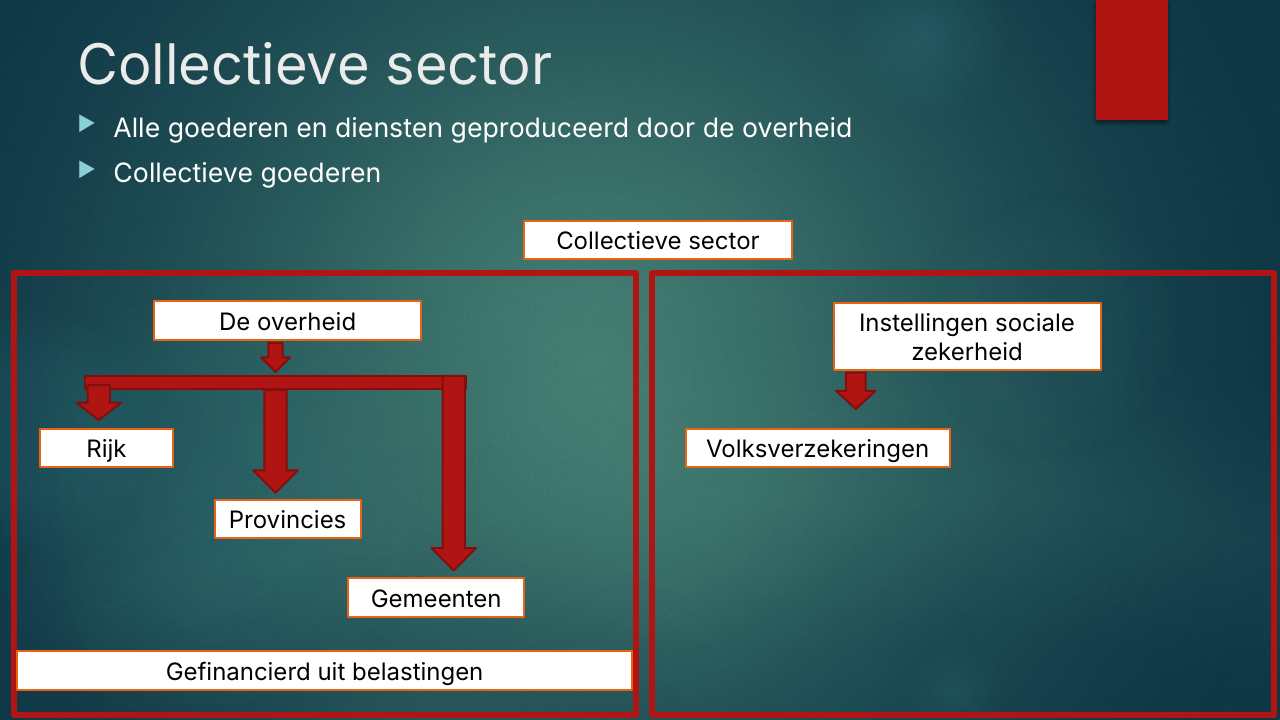 Collectieve sector
Alle goederen en diensten geproduceerd door de overheid
Collectieve goederen
Collectieve sector
De overheid
Rijk
Provincies
Gemeenten
Gefinancierd uit belastingen
Instellingen sociale
zekerheid
Volksverzekeringen